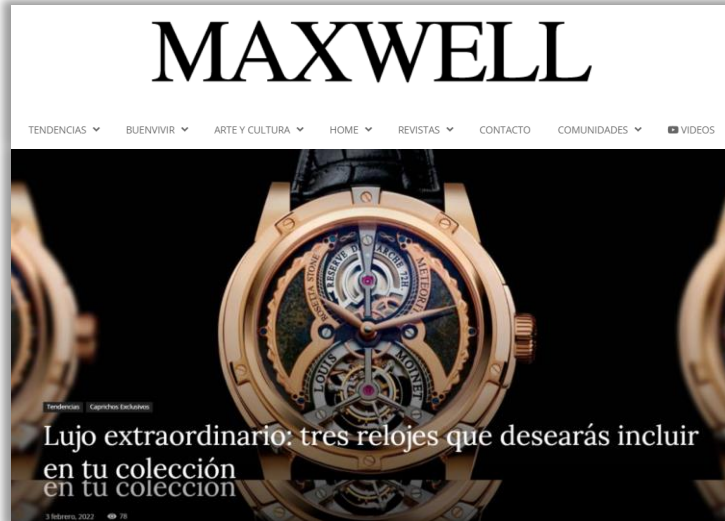 MAXWELL
TENDENCIAS BUENVIVIR ARTE Y CULTURA HOME REVISTAS CONTACTO COMUNIDADES VIDEOS
RESERVE DE MARCHE 72H
ROSETTA STONE
METEORITE
LOUIS MOINET
Tendencias Caprichos Exclusivos
Lujo extraordinario: tres relojes que desearás incluir
en tu colección
en tu colección
3 febrero, 2022 78